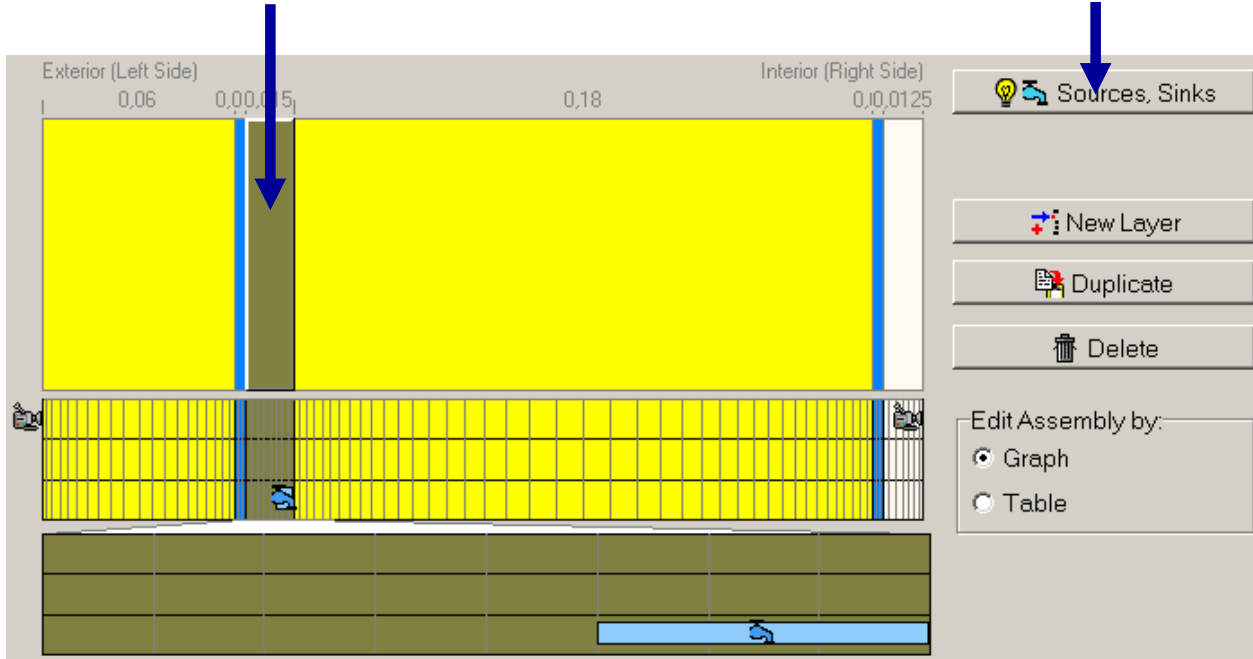 Exterior (Left Side)
Interior (Right Side)
0,06
0,0
0,015
0,18
0,0
0,0125
Sources, Sinks
New Layer
Duplicate
Delete
Edit Assembly by:
Graph
Table